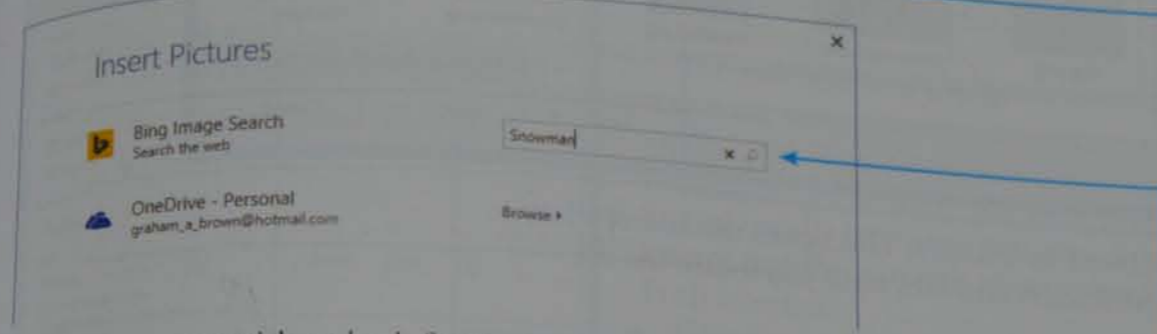 Insert Pictures
Bing Image Search
Search the web
Snowman
OneDrive - Personal
graham_a_brown@hotmail.com
Browse